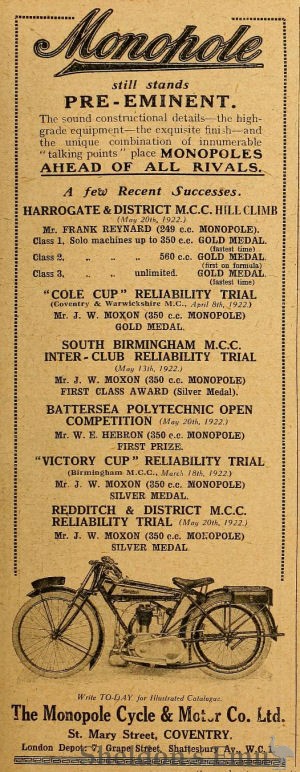 Monopole
still stands
PRE-EMINENT.
The sound constructional details—the high-
grade equipment—the exquisite finish—and
the unique combination of innumerable
"talking points" place MONOPOLES
AHEAD OF ALL RIVALS.
A few Recent Successes.
HARROGATE & DISTRICT M.C.C. HILL CLIMB
(May 20th, 1922.)
Mr. FRANK REYNARD (249 c.c. MONOPOLE).
Class 1, Solo machines up to 350 c.c. GOLD MEDAL.
(fastest time)
Class 2, „ „ „ 560 c.c. GOLD MEDAL.
(first on formula)
Class 3, „ „ unlimited. GOLD MEDAL.
(fastest time)
"COLE CUP" RELIABILITY TRIAL
(Coventry & Warwickshire M.C., April 8th, 1922.)
Mr. J. W. MOXON (350 c.c. MONOPOLE)
GOLD MEDAL.
SOUTH BIRMINGHAM M.C.C.
INTER-CLUB RELIABILITY TRIAL
(May 13th, 1922.)
Mr. J. W. MOXON (350 c.c. MONOPOLE)
FIRST CLASS AWARD (Silver Medal).
BATTERSEA POLYTECHNIC OPEN
COMPETITION (May 20th, 1922.)
Mr. W. E. HEBRON (350 c.c. MONOPOLE)
FIRST PRIZE.
"VICTORY CUP" RELIABILITY TRIAL
(Birmingham M.C.C., March 18th, 1922.)
Mr. J. W. MOXON (350 c.c. MONOPOLE)
SILVER MEDAL.
REDDITCH & DISTRICT M.C.C.
RELIABILITY TRIAL (May 20th, 1922.)
Mr. J. W. MOXON (350 c.c. MONOPOLE)
SILVER MEDAL
Write TO-DAY for Illustrated Catalogue.
The Monopole Cycle & Motor Co. Ltd.
St. Mary Street, COVENTRY.
London Depot: 7, Grape Street, Shaftesbury Av., W.C.1